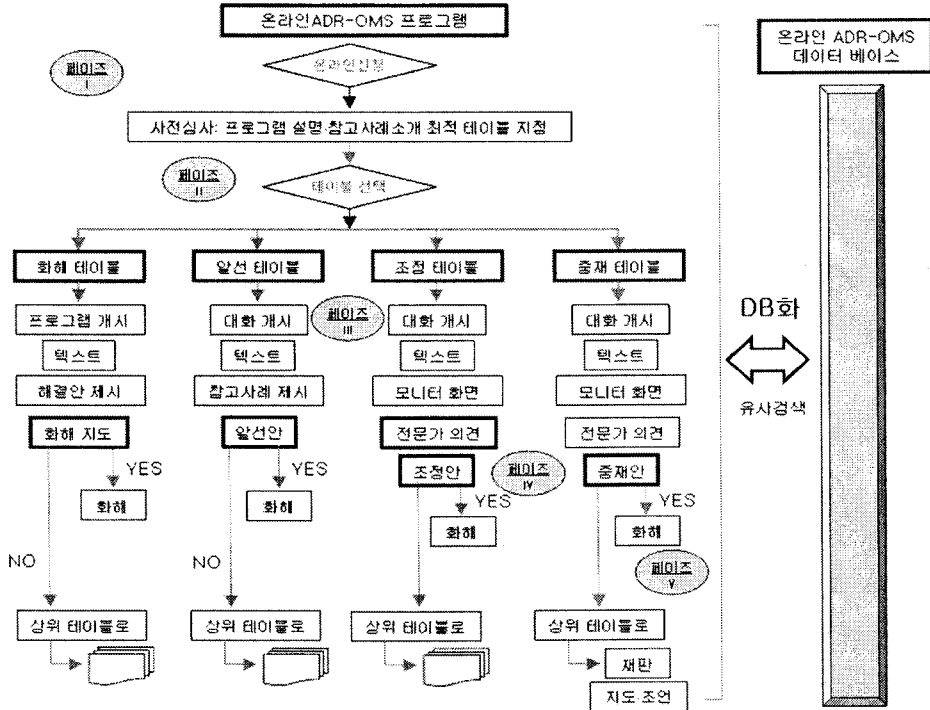 온라인ADR-OMS 프로그램
온라인 ADR-OMS
데이터 베이스
페이즈
I
온라인신청
사전심사: 프로그램 설명·참고사례소개 최적 테이블 지정
페이즈
II
테이블 선택
화해 테이블
알선 테이블
조정 테이블
중재 테이블
프로그램 개시
대화 개시
페이즈
III
대화 개시
대화 개시
텍스트
텍스트
텍스트
텍스트
해결안 제시
참고사례 제시
모니터 화면
모니터 화면
화해 지도
알선안
전문가 의견
전문가 의견
DB화
유사검색
YES
YES
조정안
페이즈
IV
중재안
화해
화해
YES
YES
화해
화해
NO
NO
페이즈
V
상위 테이블로
상위 테이블로
상위 테이블로
상위 테이블로
재판
지도·조언